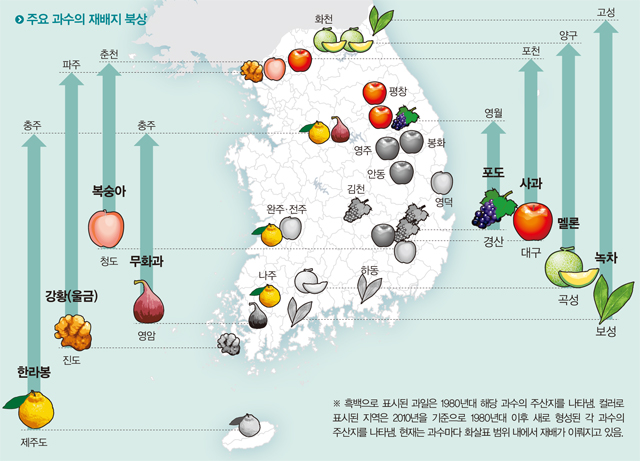 주요 과수의 재배지 북상
고성
화천
양구
춘천
포천
파주
평창
충주
충주
영월
영주
봉화
안동
포도
사과
복숭아
김천
영덕
멜론
완주·전주
경산
대구
청도
무화과
녹차
나주
하동
강황(울금)
곡성
영암
보성
진도
한라봉
제주도
※ 흑백으로 표시된 과일은 1980년대 해당 과수의 주산지를 나타냄. 컬러로
표시된 지역은 2010년을 기준으로 1980년대 이후 새로 형성된 각 과수의
주산지를 나타냄. 현재는 과수마다 화살표 범위 내에서 재배가 이뤄지고 있음.